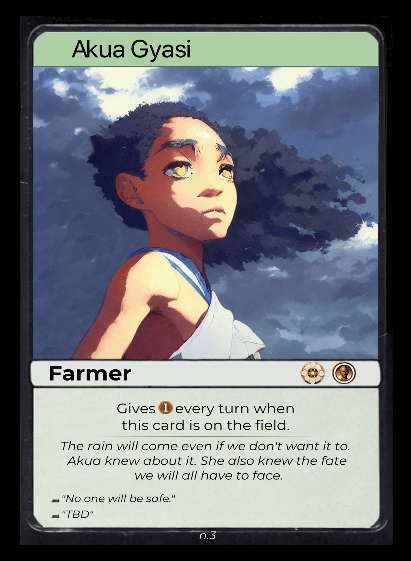 Akua Gyasi
Farmer
Gives 1 every turn when
this card is on the field.
The rain will come even if we don't want it to.
Akua knew about it. She also knew the fate
we will all have to face.
"No one will be safe."
"TBD"
n.3